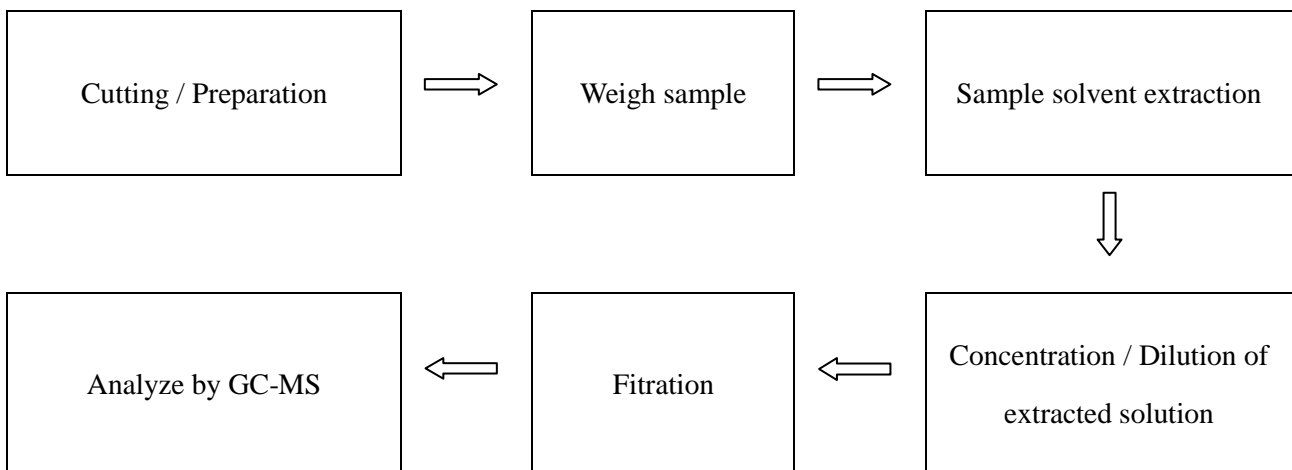 Cutting / Preparation
Weigh sample
Sample solvent extraction
Concentration / Dilution of
extracted solution
Fitration
Analyze by GC-MS